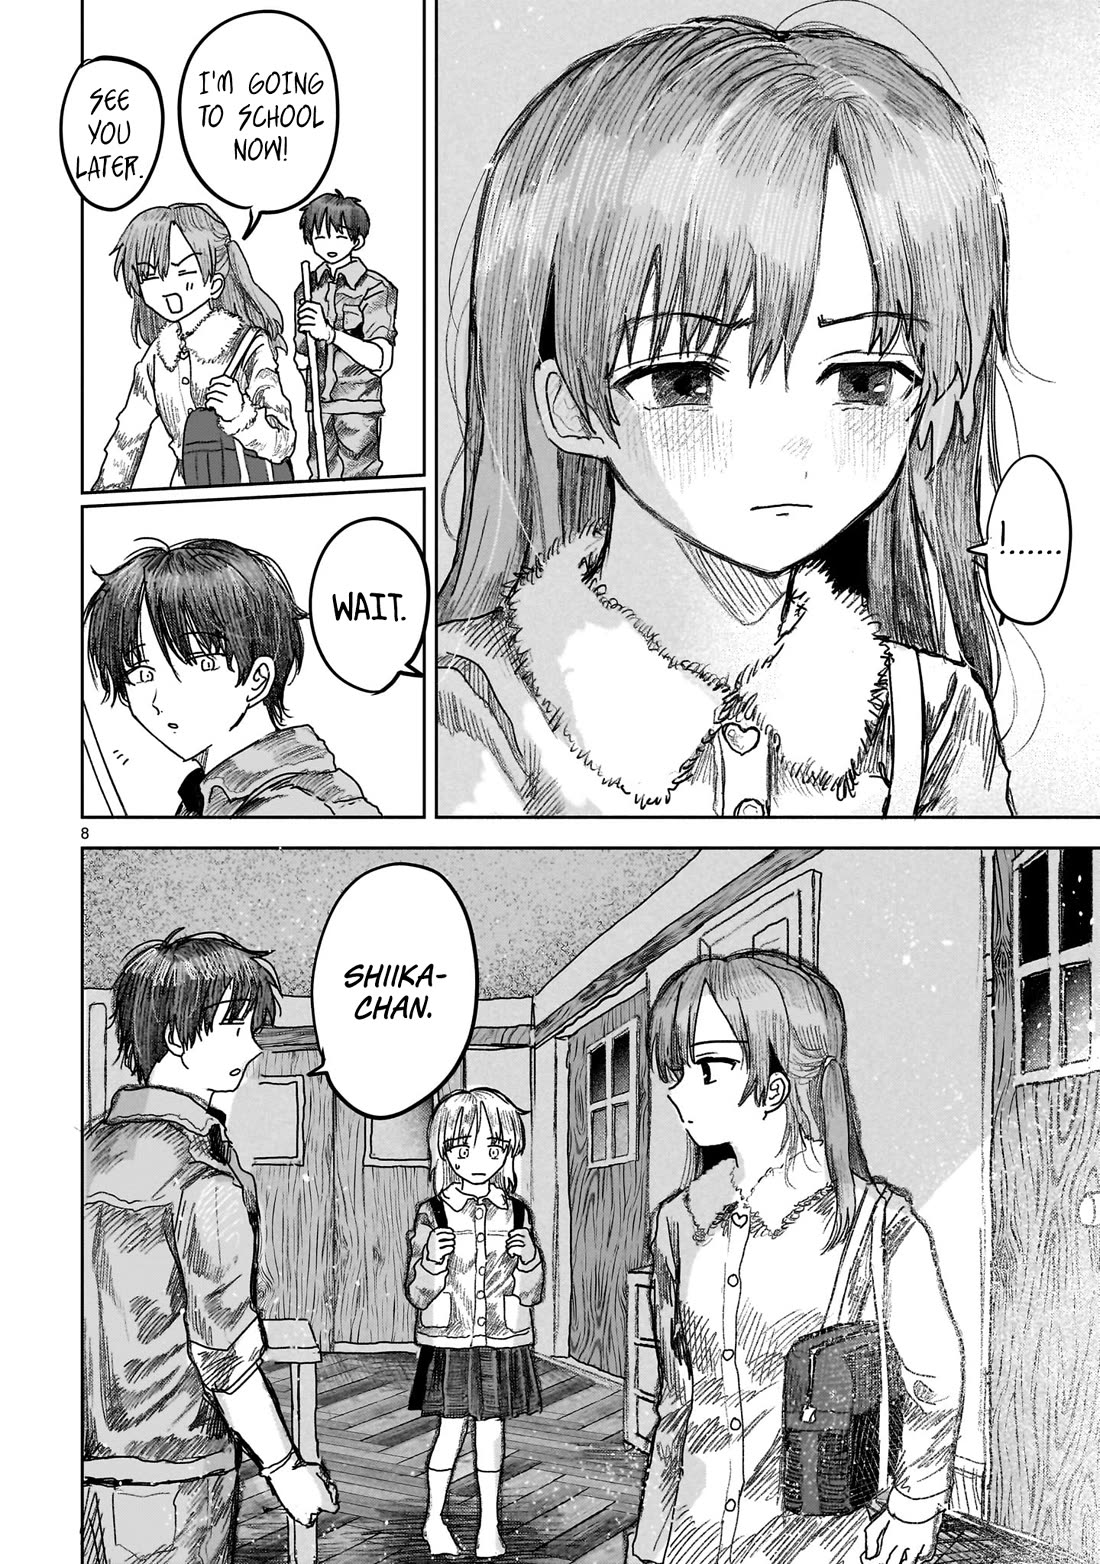 I'M GOING
TO SCHOOL
NOW!
SEE
YOU
LATER.
WAIT.
I.......
8
SHIIKA-
CHAN.